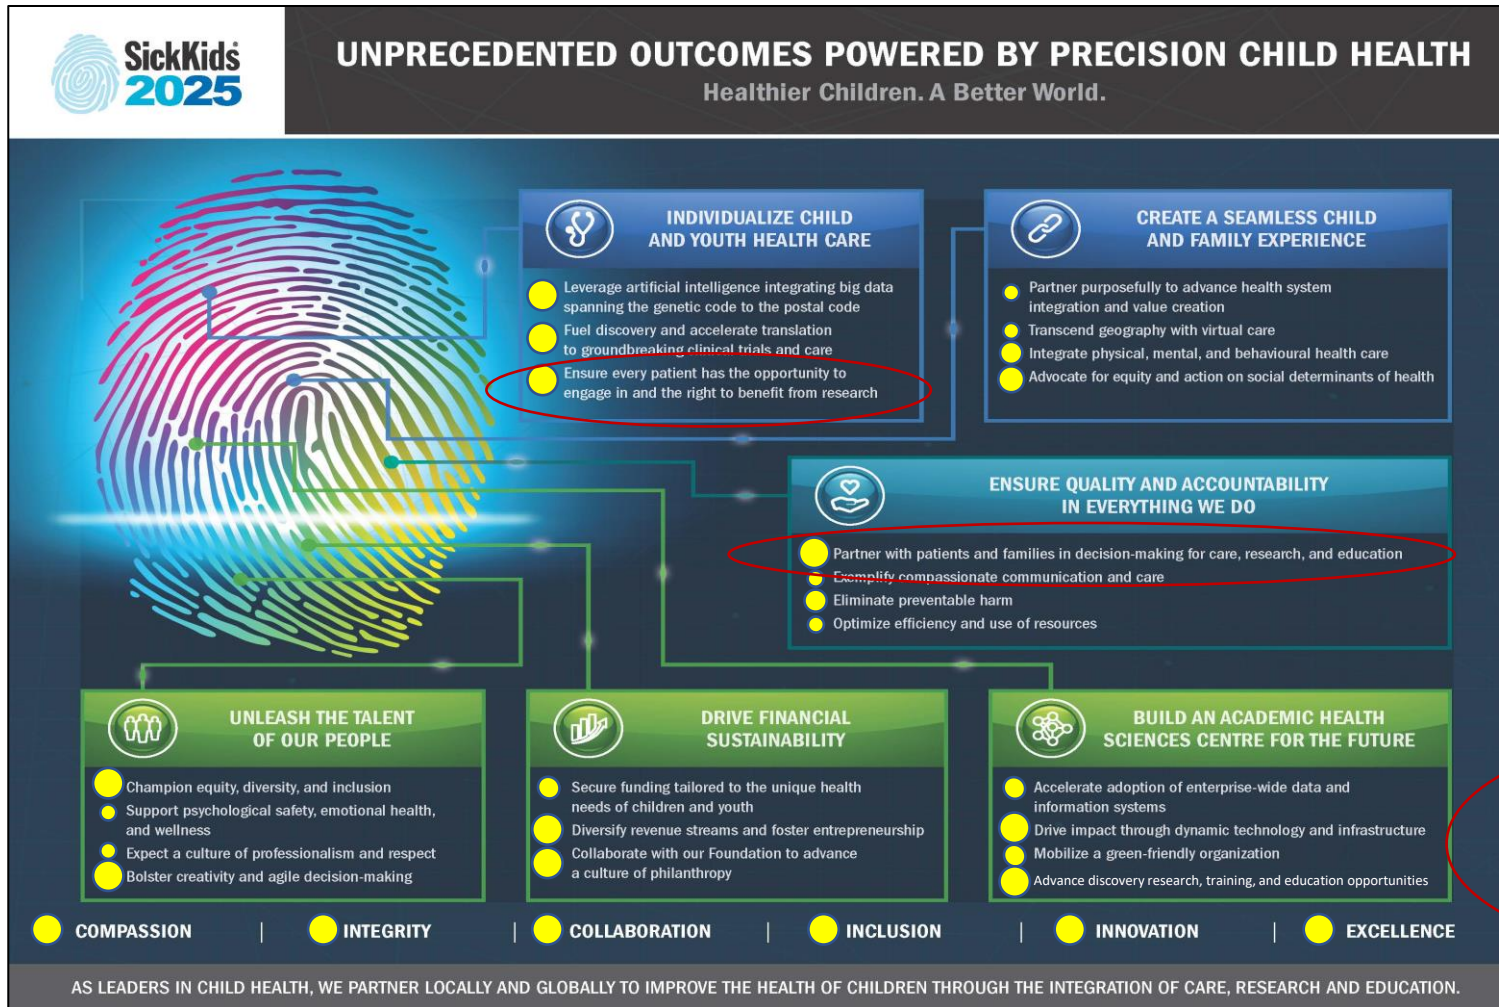 SickKids
2025
UNPRECEDENTED OUTCOMES POWERED BY PRECISION CHILD HEALTH
Healthier Children. A Better World.
INDIVIDUALIZE CHILD
AND YOUTH HEALTH CARE
Leverage artificial intelligence integrating big data
spanning the genetic code to the postal code
Fuel discovery and accelerate translation
to groundbreaking clinical trials and care
Ensure every patient has the opportunity to
engage in and the right to benefit from research
CREATE A SEAMLESS CHILD
AND FAMILY EXPERIENCE
Partner purposefully to advance health system
integration and value creation
Transcend geography with virtual care
Integrate physical, mental, and behavioural health care
Advocate for equity and action on social determinants of health
ENSURE QUALITY AND ACCOUNTABILITY
IN EVERYTHING WE DO
Partner with patients and families in decision-making for care, research, and education
Exemplify compassionate communication and care
Eliminate preventable harm
Optimize efficiency and use of resources
UNLEASH THE TALENT
OF OUR PEOPLE
Champion equity, diversity, and inclusion
Support psychological safety, emotional health,
and wellness
Expect a culture of professionalism and respect
Bolster creativity and agile decision-making
DRIVE FINANCIAL
SUSTAINABILITY
Secure funding tailored to the unique health
needs of children and youth
Diversify revenue streams and foster entrepreneurship
Collaborate with our Foundation to advance
a culture of philanthropy
BUILD AN ACADEMIC HEALTH
SCIENCES CENTRE FOR THE FUTURE
Accelerate adoption of enterprise-wide data and
information systems
Drive impact through dynamic technology and infrastructure
Mobilize a green-friendly organization
Advance discovery research, training, and education opportunities
COMPASSION | INTEGRITY | COLLABORATION | INCLUSION | INNOVATION | EXCELLENCE
AS LEADERS IN CHILD HEALTH, WE PARTNER LOCALLY AND GLOBALLY TO IMPROVE THE HEALTH OF CHILDREN THROUGH THE INTEGRATION OF CARE, RESEARCH AND EDUCATION.